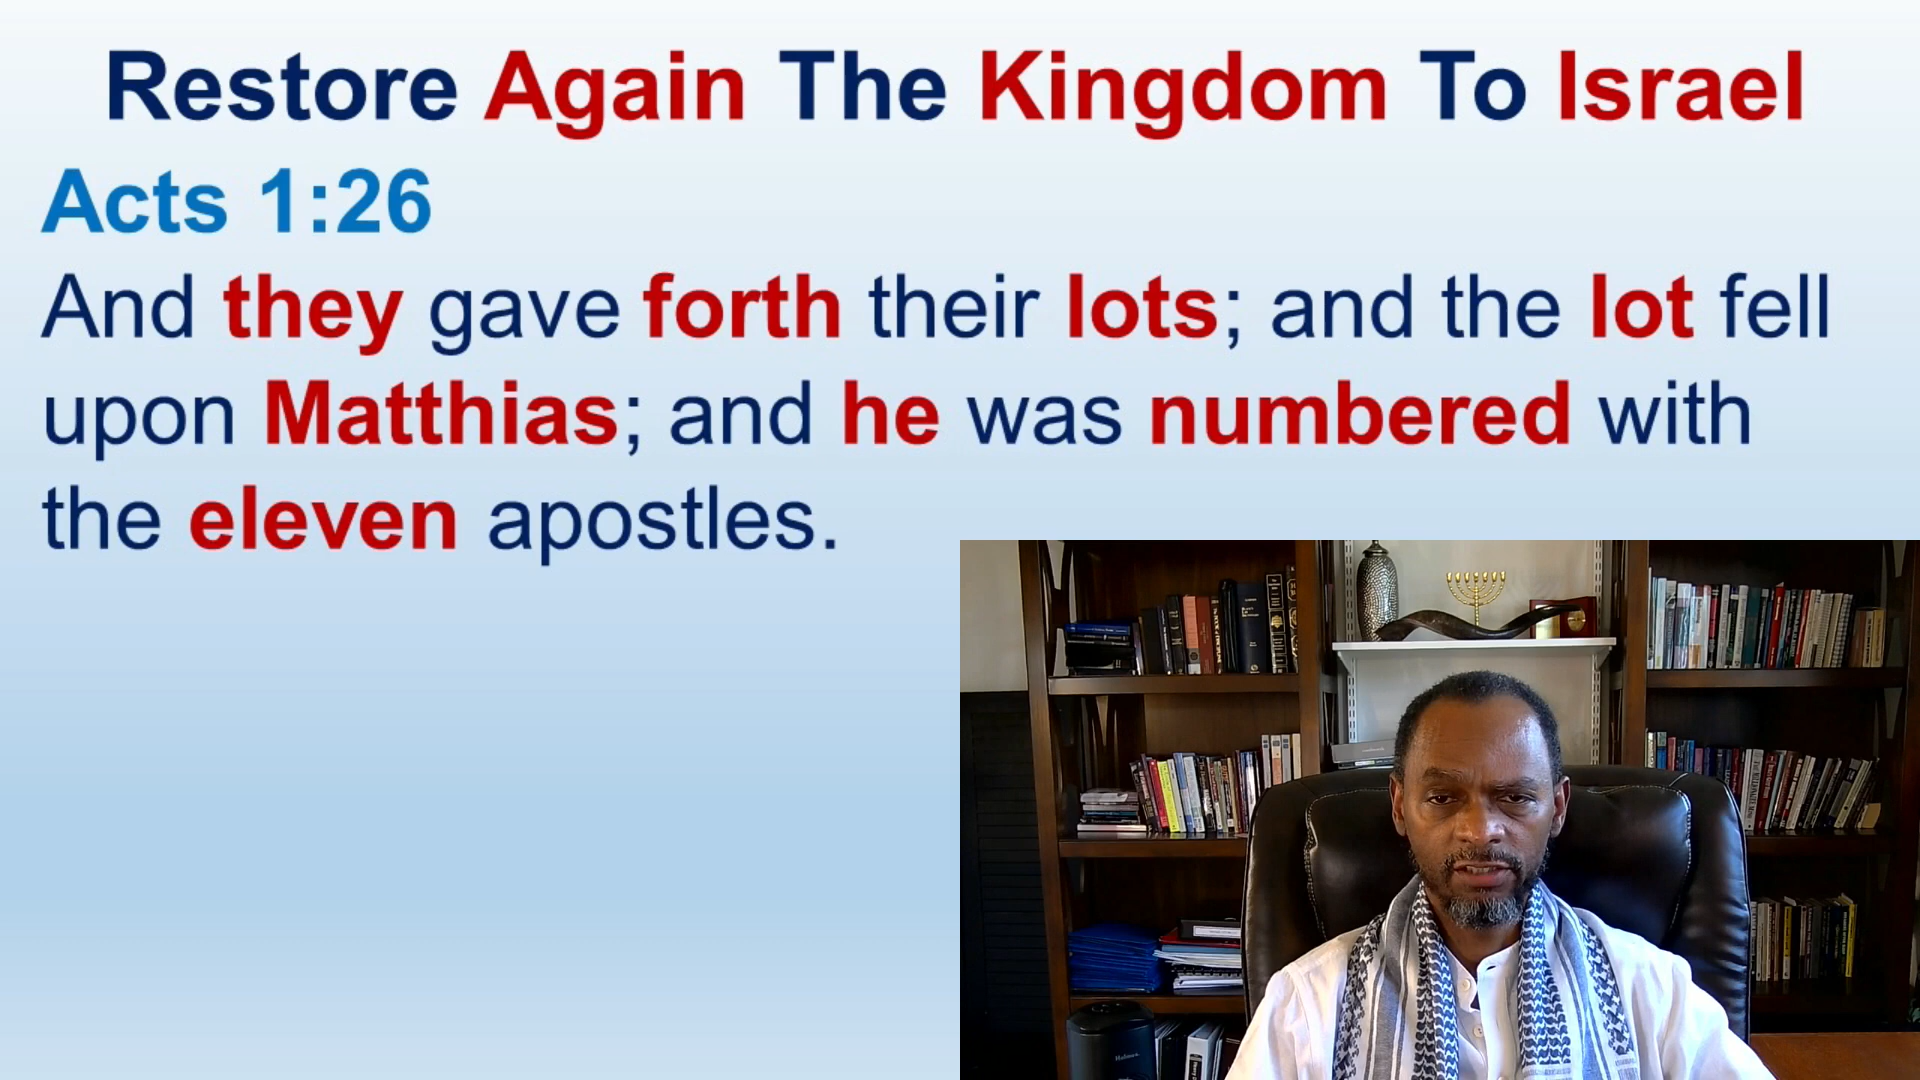 Restore Again The Kingdom To Israel
Acts 1:26
And they gave forth their lots; and the lot fell
upon Matthias; and he was numbered with
the eleven apostles.
Holmes